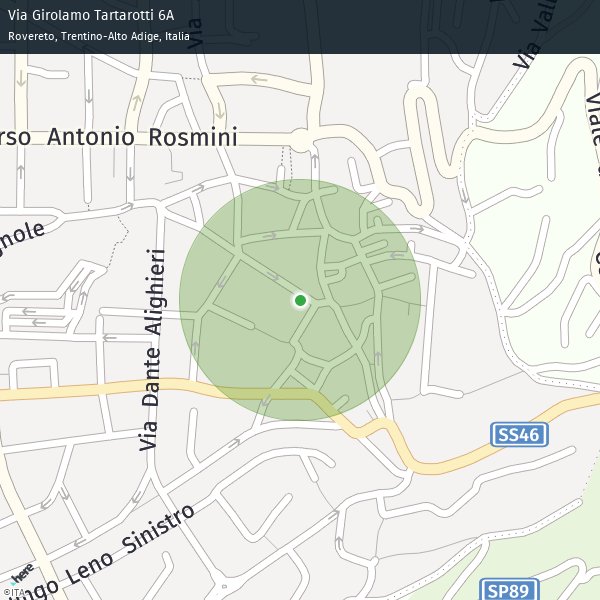 Via Girolamo Tartarotti 6A
Rovereto, Trentino-Alto Adige, Italia
Via
Via Vall
Viale
rso Antonio Rosmini
gnole
Via Dante Alighieri
SS46
ngo Leno Sinistro
here
©ITA
SP89